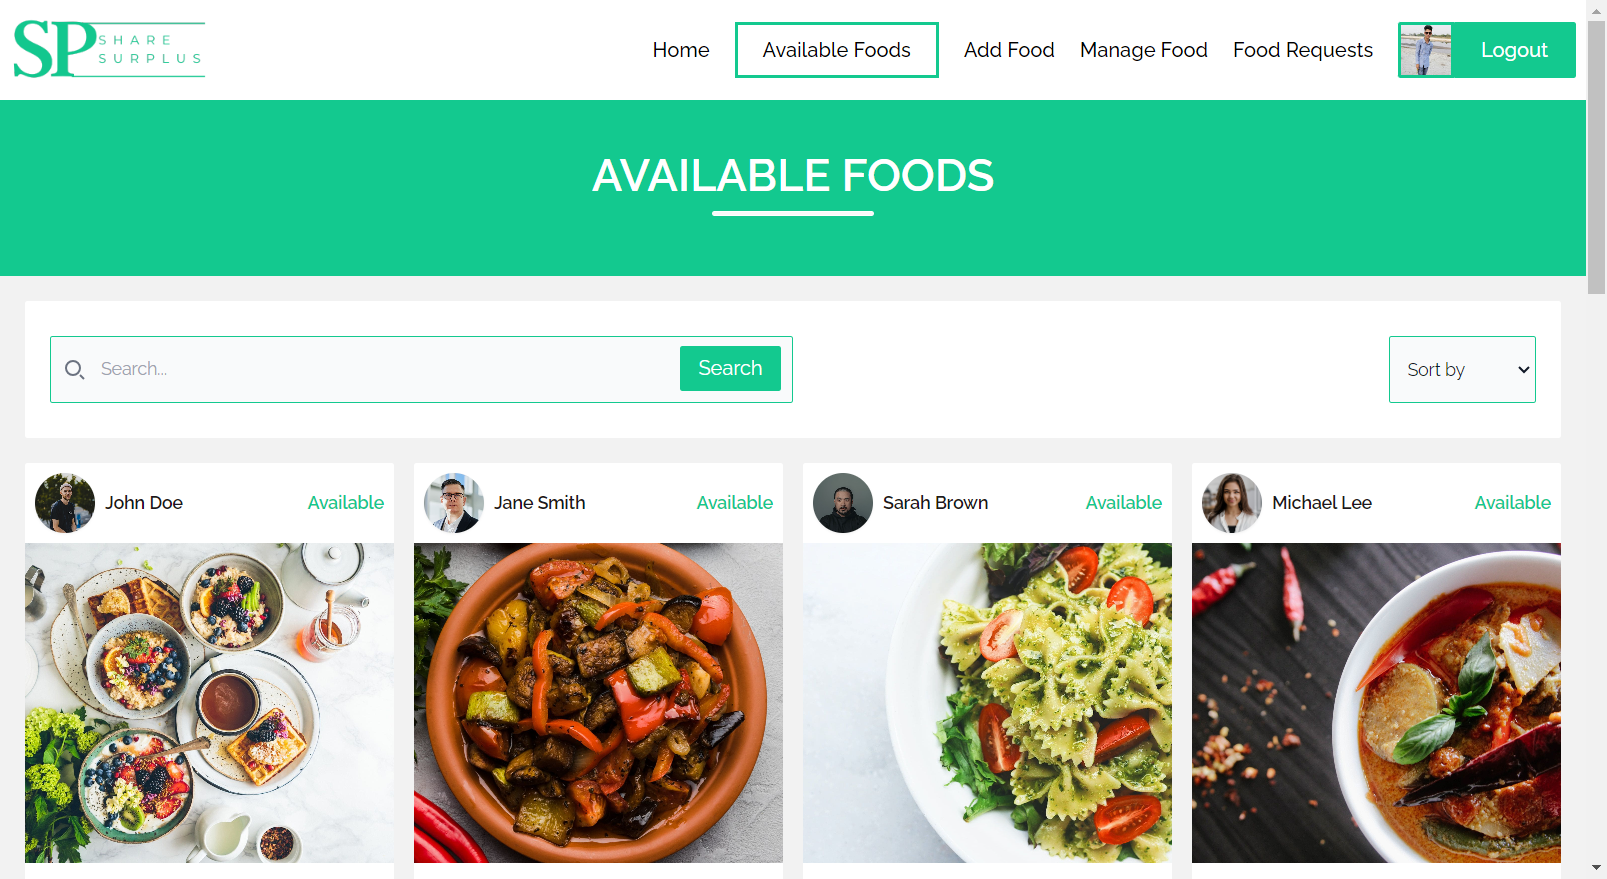 SP SHARE
SURPLUS
Home Available Foods Add Food Manage Food Food Requests Logout
AVAILABLE FOODS
Search... Search Sort by
John Doe Available Jane Smith Available Sarah Brown Available Michael Lee Available